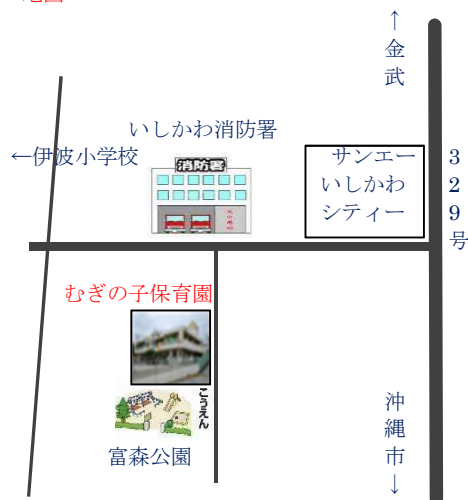 ↑金武
いしかわ消防署
←伊波小学校
消防署
サンエー
いしかわ
シティー
329号
むぎの子保育園
こうえん
富森公園
沖縄市↓